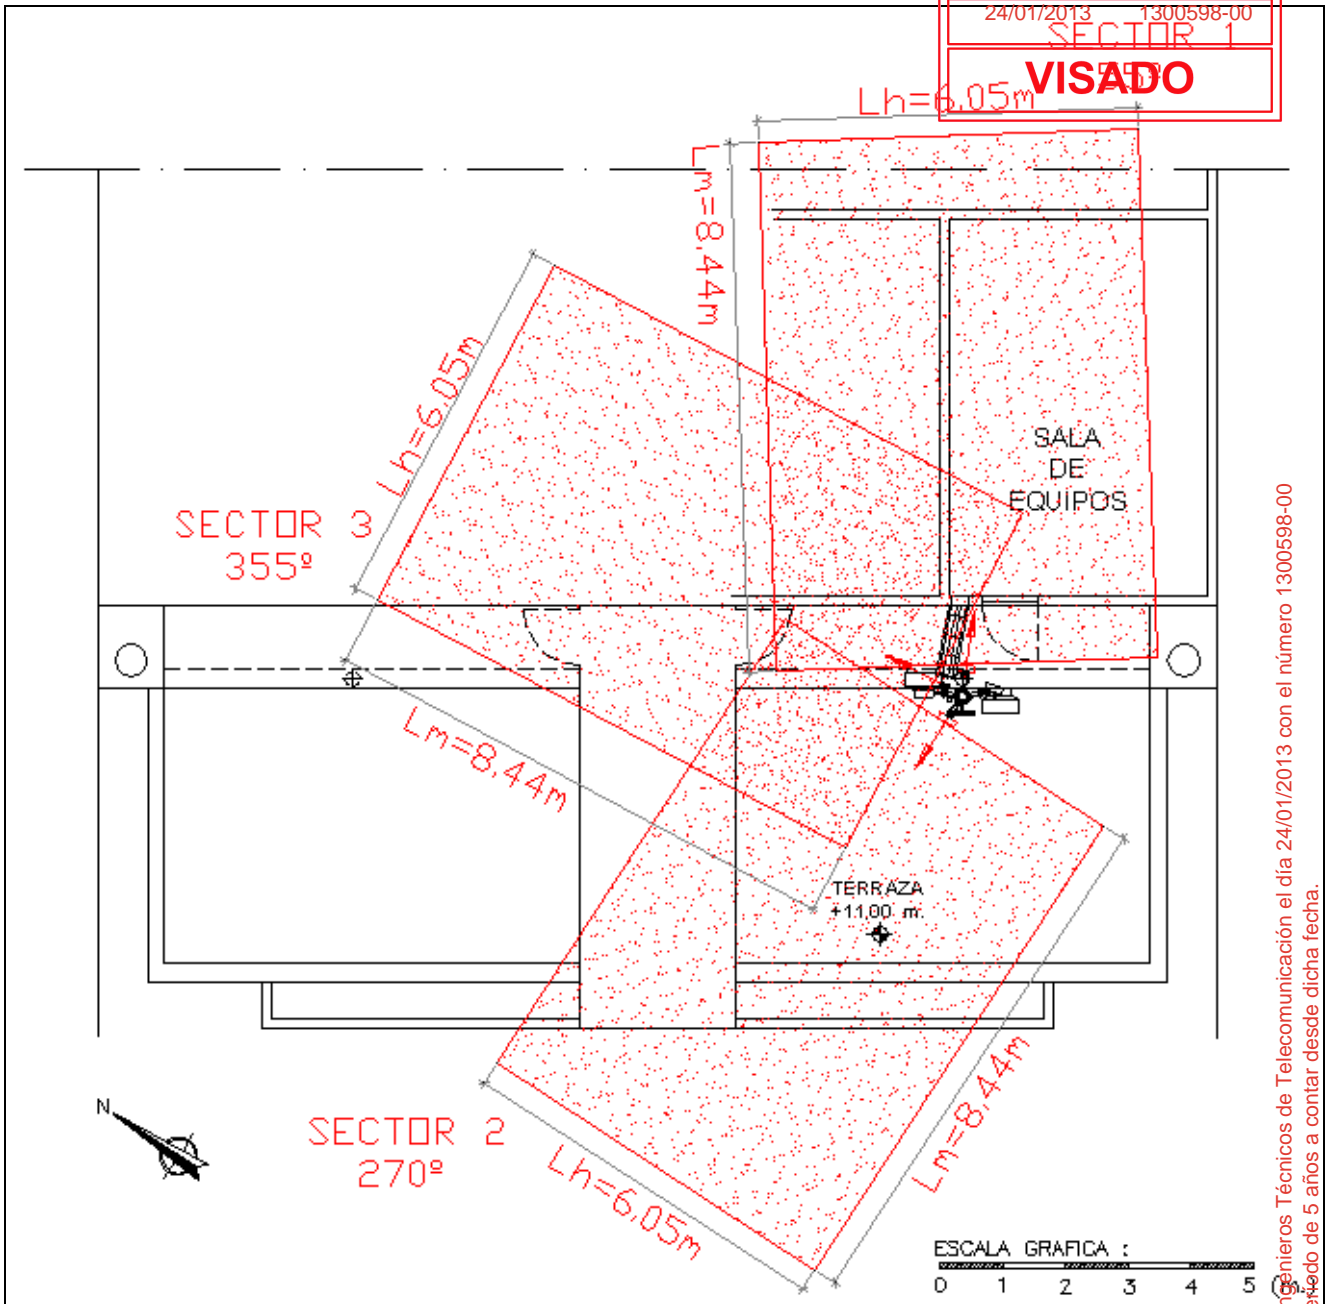 24/01/2013 1300598-00
SECTOR 1
VISADO
Lh=6,05m
Lm=8,44m
Lh=6,05m
SALA
DE
EQUIPOS
SECTOR 3
355º
Lm=8,44m
TERRAZA
+11,00 m.
N
SECTOR 2
270º
Lh=6,05m
Lm=8,44m
ESCALA GRAFICA :
0 1 2 3 4 5
ngenieros Técnicos de Telecomunicación el día 24/01/2013 con el número 1300598-00
eriodo de 5 años a contar desde dicha fecha.